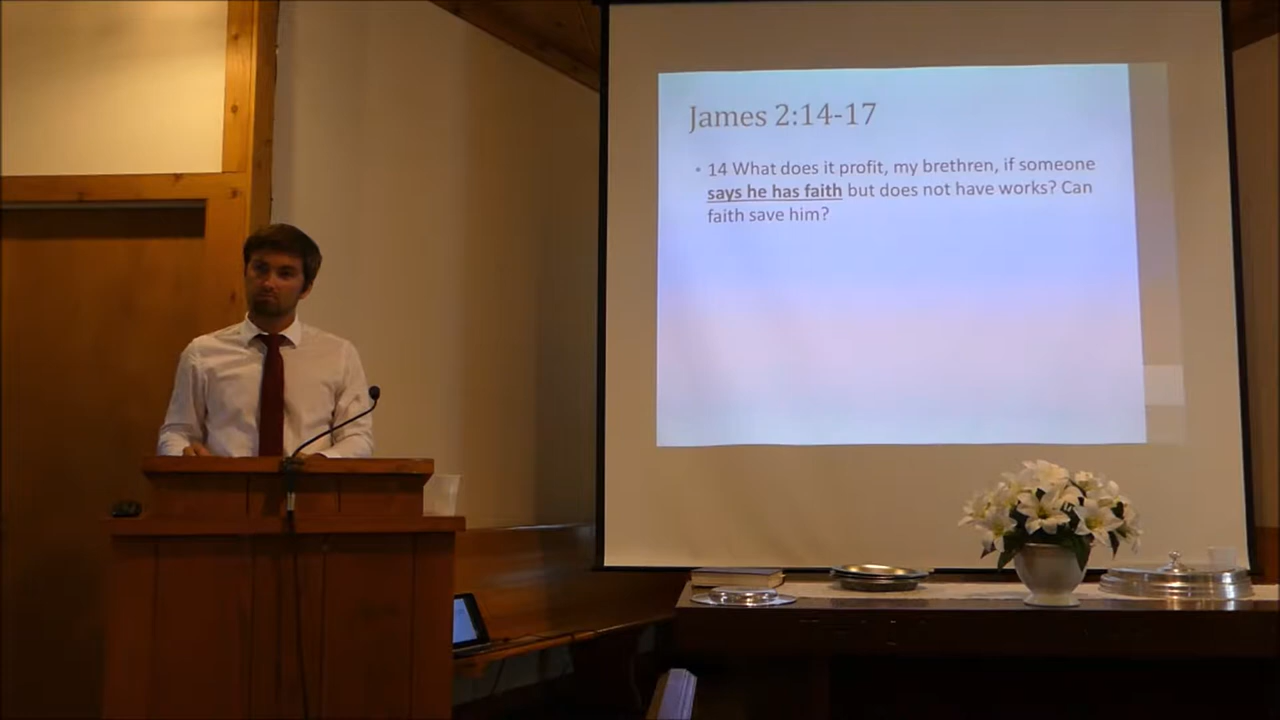 James 2:14-17
• 14 What does it profit, my brethren, if someone
says he has faith but does not have works? Can
faith save him?